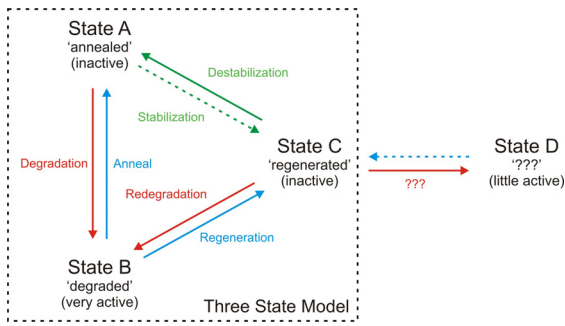 State A
'annealed'
(inactive)
Destabilization
Stabilization
State C
'regenerated'
(inactive)
State D
'???'
(little active)
???
Degradation
Anneal
Redegradation
Regeneration
State B
'degraded'
(very active)
Three State Model